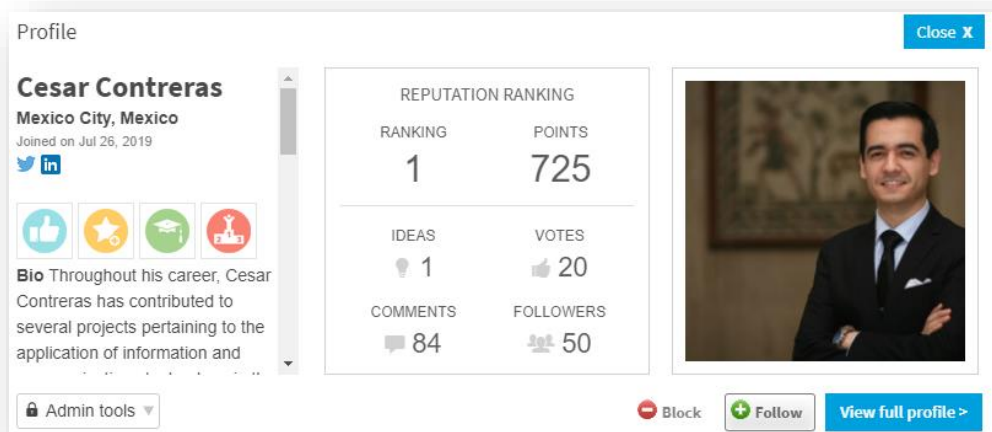 Profile
Close X
Cesar Contreras
Mexico City, Mexico
Joined on Jul 26, 2019
in
Bio Throughout his career, Cesar
Contreras has contributed to
several projects pertaining to the
application of information and
REPUTATION RANKING
RANKING POINTS
1 725
IDEAS VOTES
1 20
COMMENTS FOLLOWERS
84 50
Admin tools
Block
Follow
View full profile >